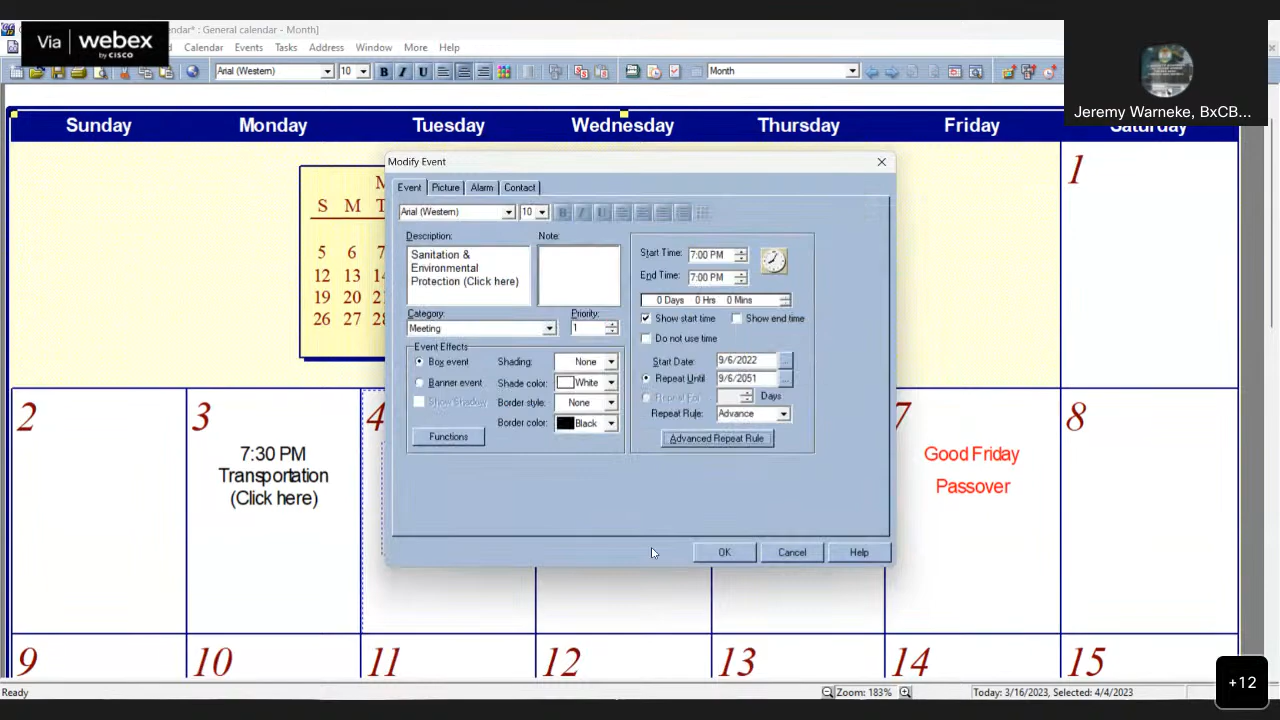 Via webex
by CISCO
endar* : General calendar - Month]
Calendar Events Tasks Address Window More Help
Arial (Western) 10 B I U Month
Jeremy Warneke, BxCB...
Sunday Monday Tuesday Wednesday Thursday Friday Saturday
Modify Event
Event Picture Alarm Contact
Arial (Western) 10 B I U
Description: Note:
Sanitation &
Environmental
Protection (Click here)
Start Time: 7:00 PM
End Time: 7:00 PM
0 Days 0 Hrs 0 Mins
Show start time Show end time
Do not use time
Category: Priority:
Meeting 1
Event Effects
Box event Shading: None
Banner event Shade color: White
Show Shadow Border style: None
Border color: Black
Functions
Start Date: 9/6/2022
Repeat Until 9/6/2051
Repeat For Days
Repeat Rule: Advance
Advanced Repeat Rule
OK Cancel Help
M
S M T
5 6 7
12 13 14
19 20 21
26 27 28
1
2 3 4 7 8
7:30 PM
Transportation
(Click here)
Good Friday
Passover
9 10 11 12 13 14 15
Ready Zoom: 183% Today: 3/16/2023, Selected: 4/4/2023
+12